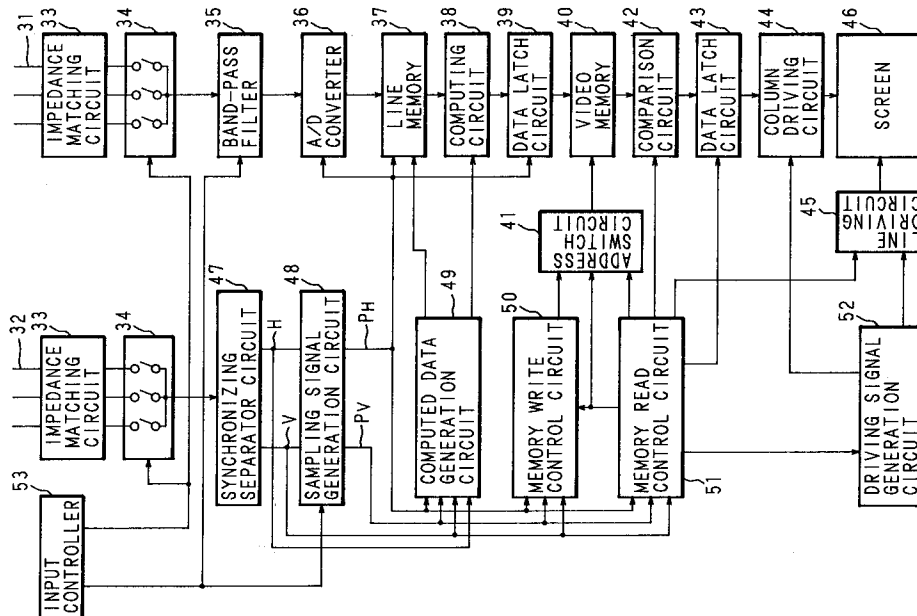 53
INPUT
CONTROLLER
32
33
IMPEDANCE
MATCHING
CIRCUIT
34
31
33
IMPEDANCE
MATCHING
CIRCUIT
34
47
SYNCHRONIZING
SEPARATOR CIRCUIT
35
BAND-PASS
FILTER
V
H
48
SAMPLING SIGNAL
GENERATION CIRCUIT
36
A/D
CONVERTER
PV
PH
37
LINE
MEMORY
49
COMPUTED DATA
GENERATION
CIRCUIT
38
COMPUTING
CIRCUIT
39
DATA LATCH
CIRCUIT
50
MEMORY WRITE
CONTROL CIRCUIT
41
ADDRESS
SWITCH
CIRCUIT
40
VIDEO
MEMORY
51
MEMORY READ
CONTROL CIRCUIT
42
COMPARISON
CIRCUIT
43
DATA LATCH
CIRCUIT
44
COLUMN
DRIVING
CIRCUIT
52
DRIVING SIGNAL
GENERATION
CIRCUIT
45
LINE
DRIVING
CIRCUIT
46
SCREEN